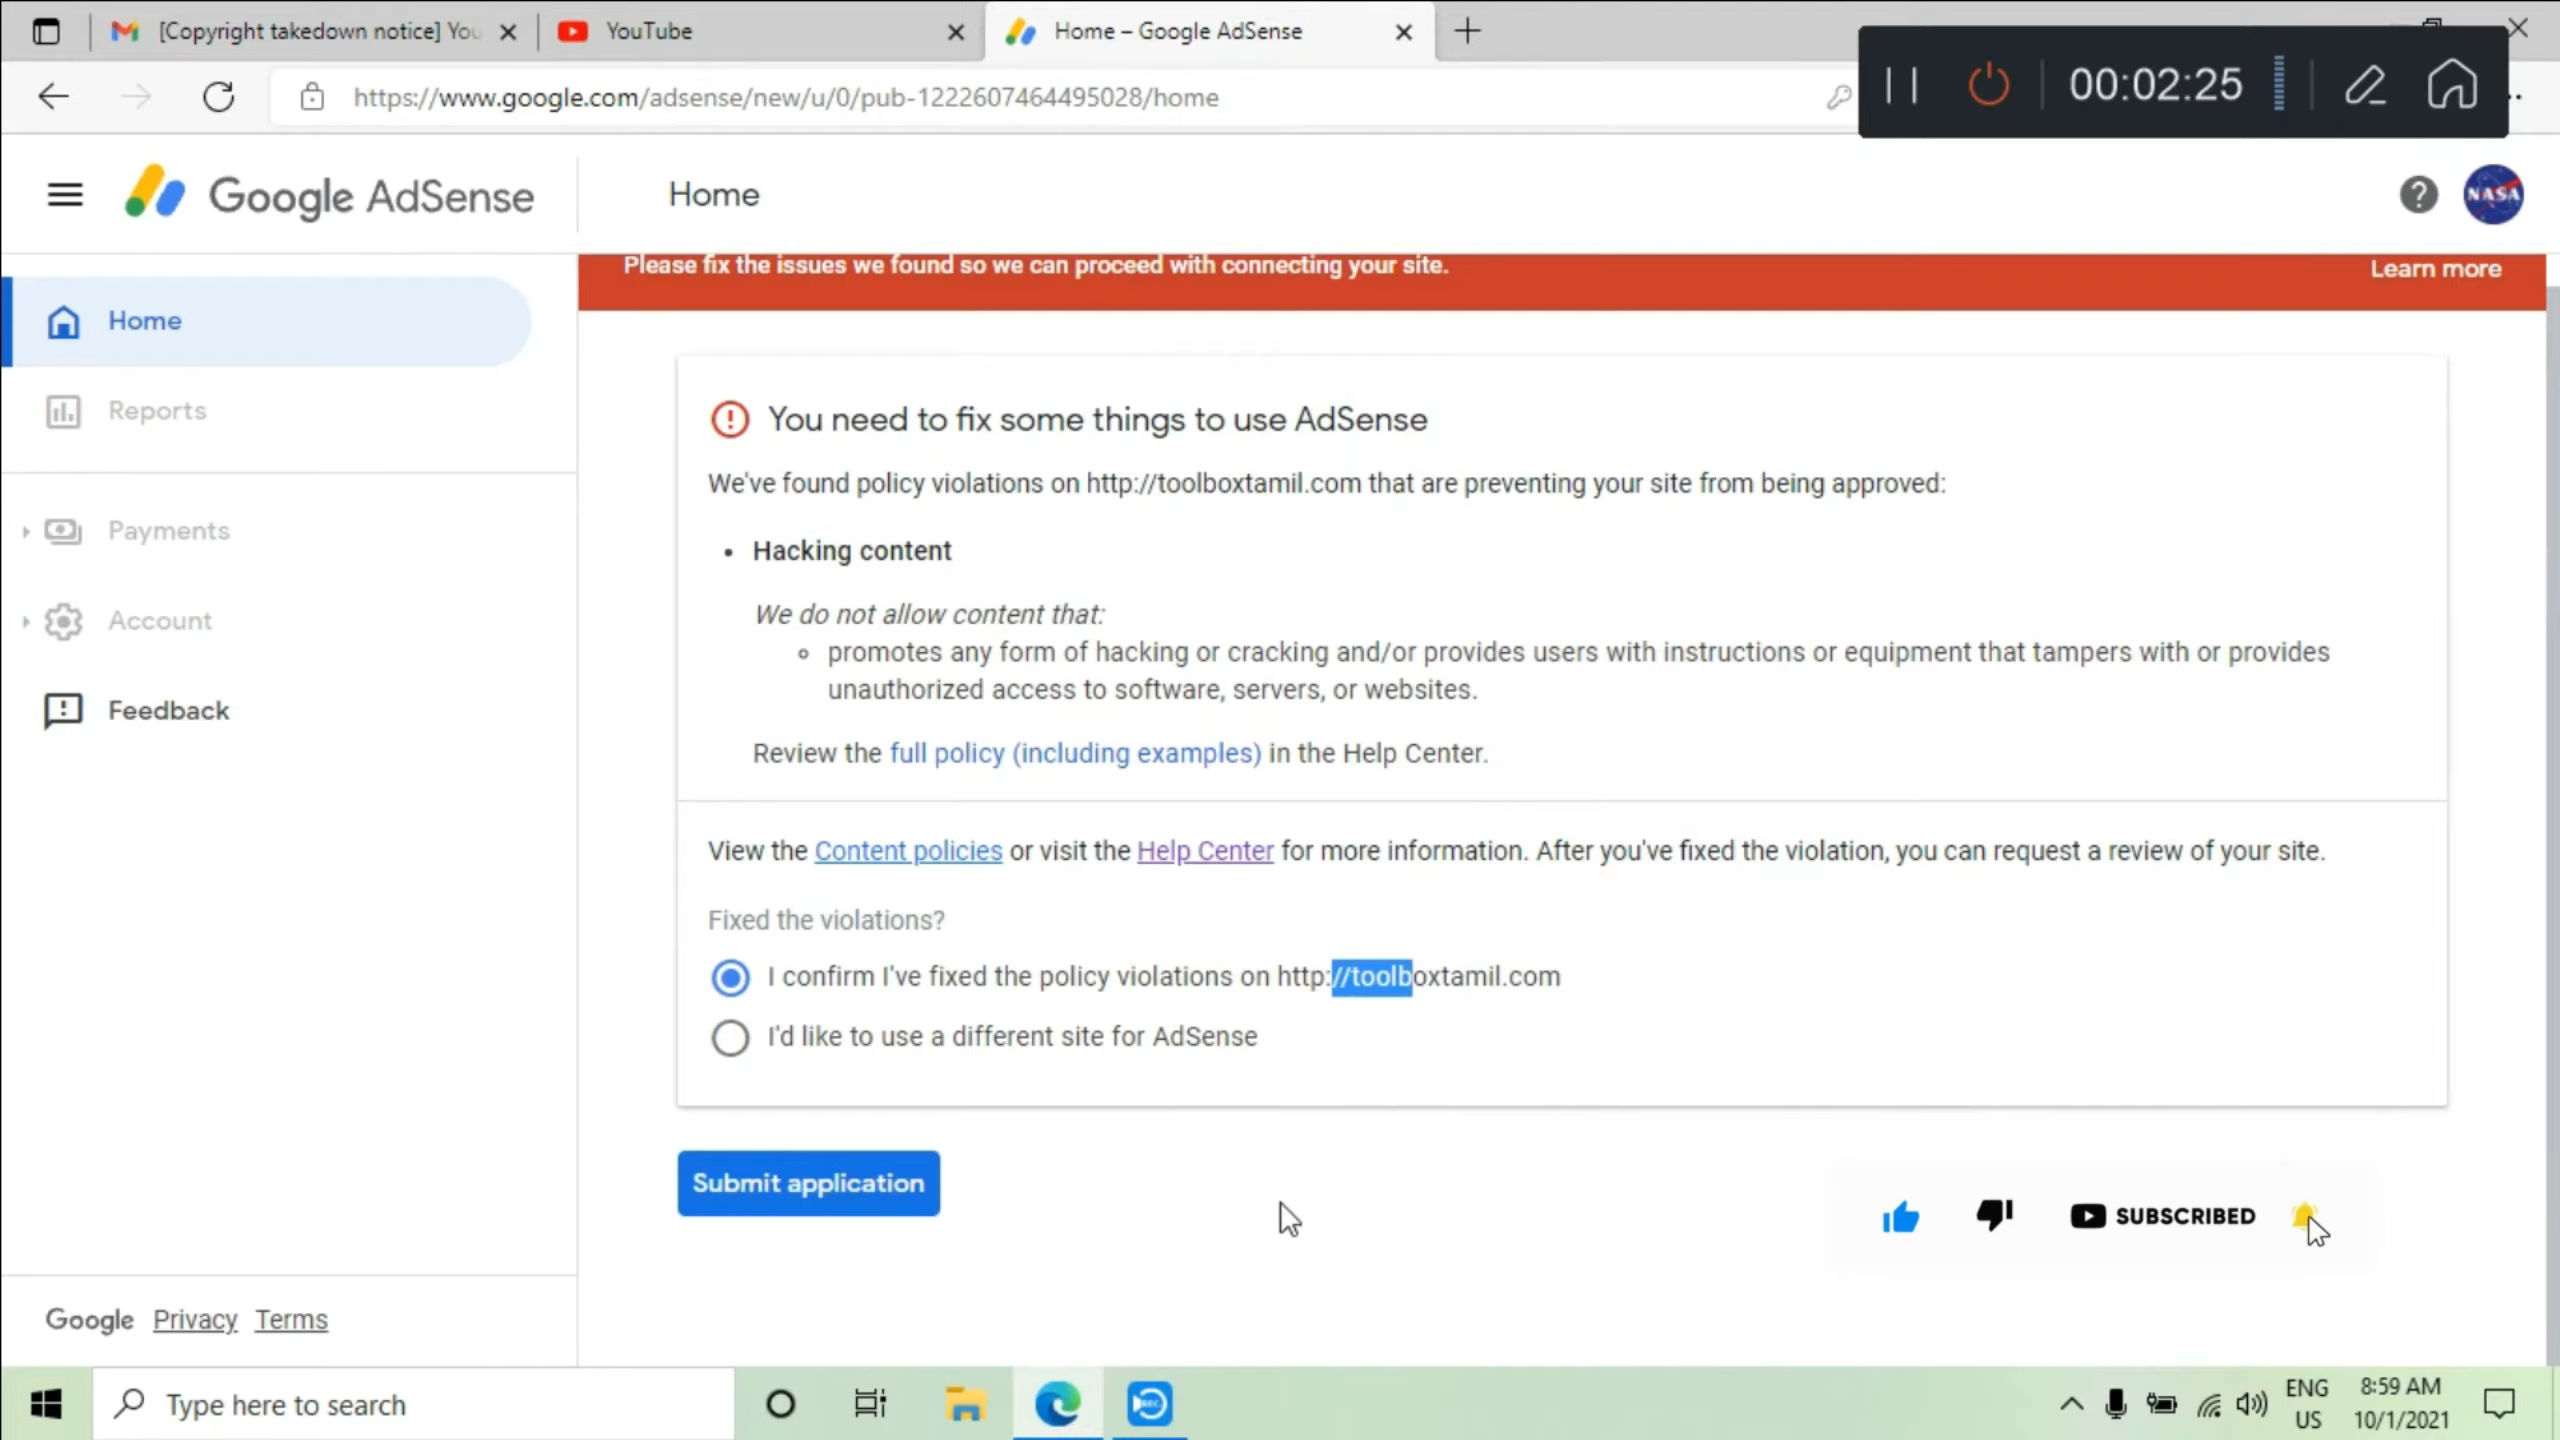 [Copyright takedown notice] You
YouTube
Home – Google AdSense
https://www.google.com/adsense/new/u/0/pub-1222607464495028/home
00:02:25
Google AdSense
Home
NASA
Please fix the issues we found so we can proceed with connecting your site.
Learn more
Home
Reports
Payments
Account
Feedback
You need to fix some things to use AdSense
We've found policy violations on http://toolboxtamil.com that are preventing your site from being approved:
• Hacking content
We do not allow content that:
promotes any form of hacking or cracking and/or provides users with instructions or equipment that tampers with or provides
unauthorized access to software, servers, or websites.
Review the full policy (including examples) in the Help Center.
View the Content policies or visit the Help Center for more information. After you've fixed the violation, you can request a review of your site.
Fixed the violations?
I confirm I've fixed the policy violations on http://toolboxtamil.com
I'd like to use a different site for AdSense
Submit application
SUBSCRIBED
Google Privacy Terms
Type here to search
REC
ENG
US
8:59 AM
10/1/2021